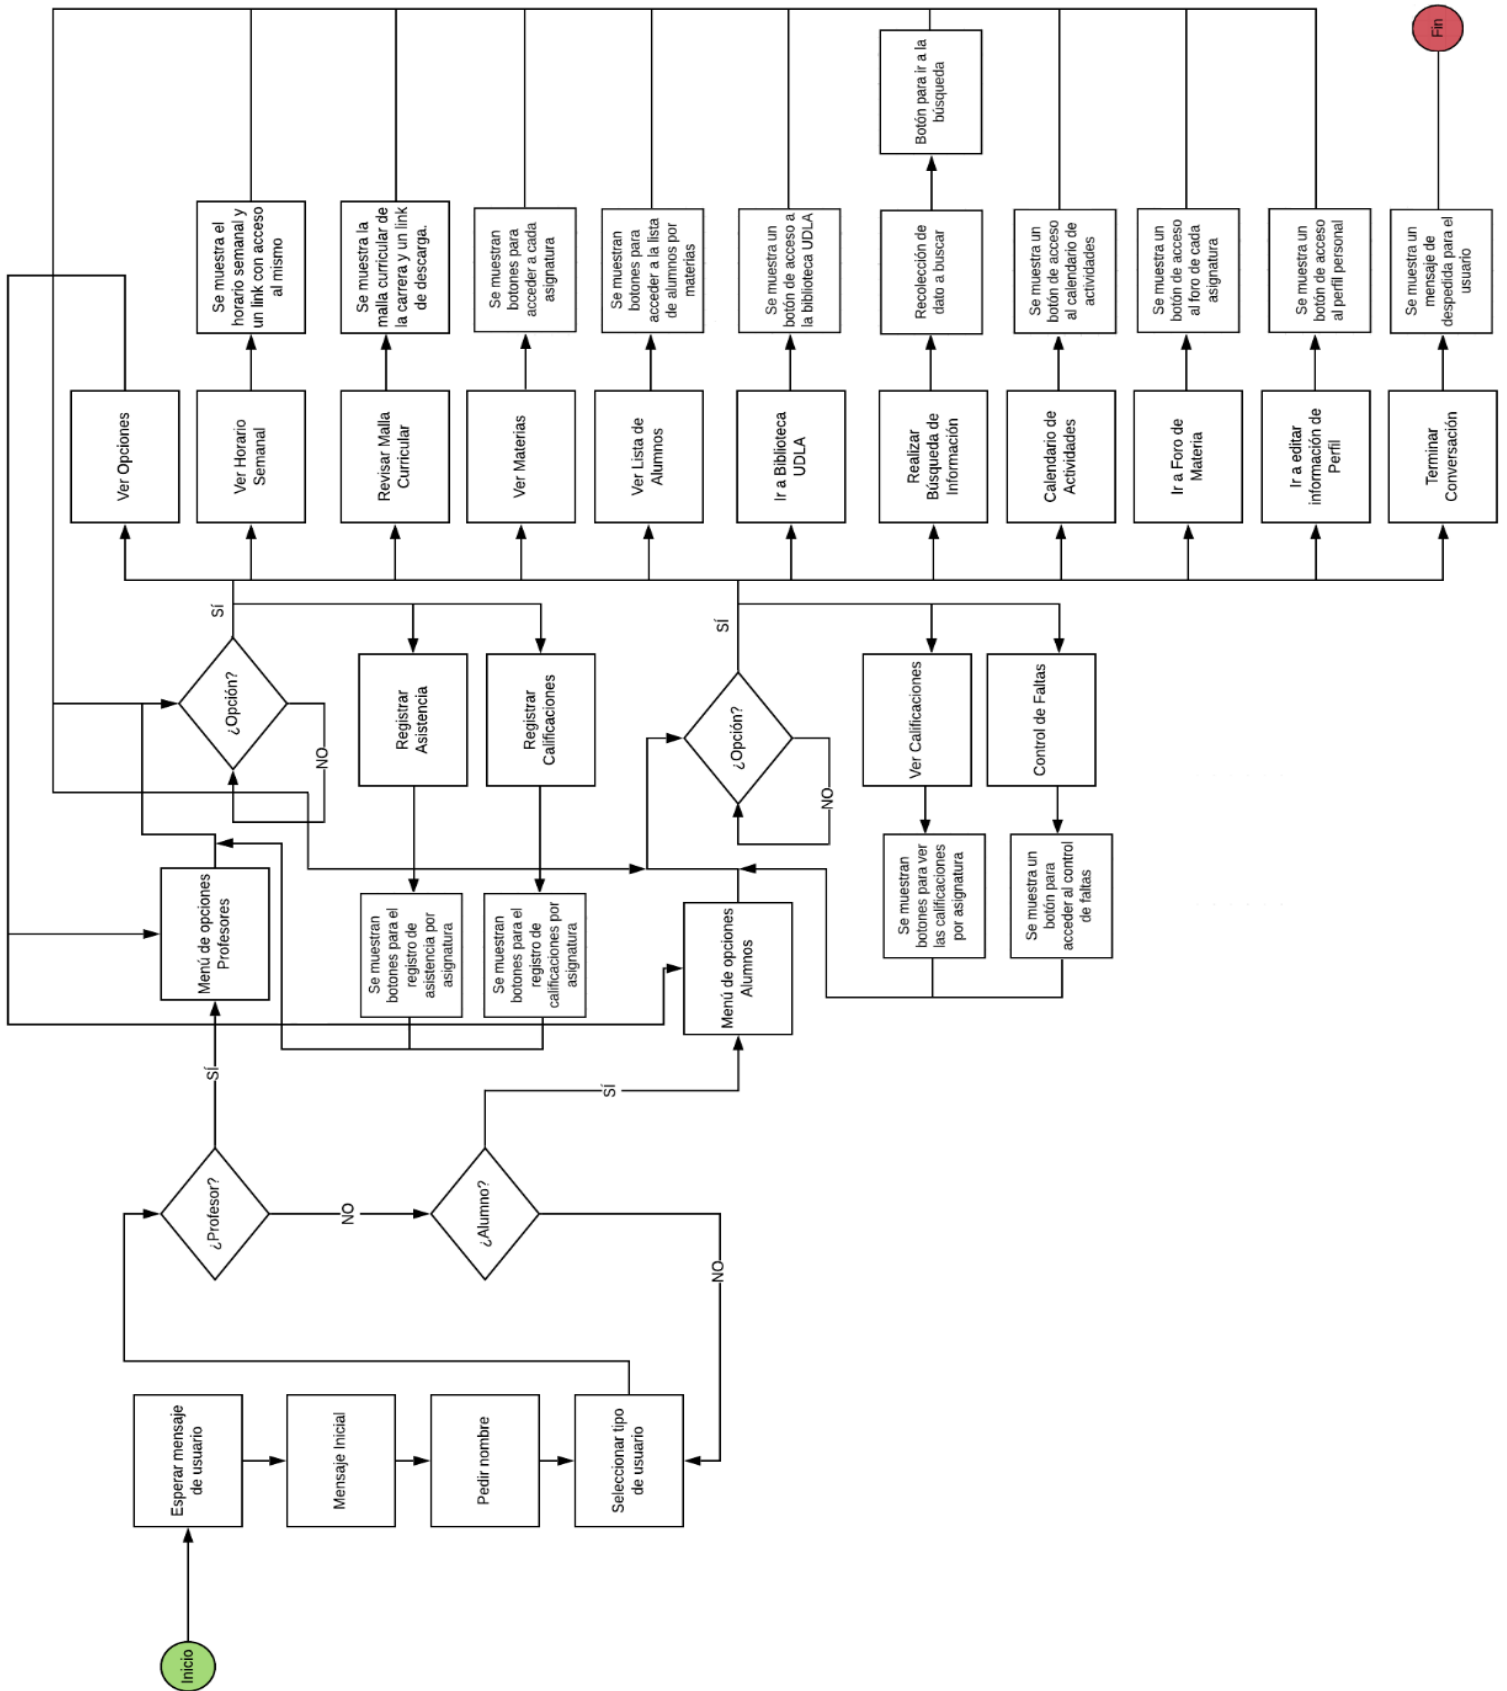 Inicio
Esperar mensaje
de usuario
Mensaje Inicial
Pedir nombre
Seleccionar tipo
de usuario
¿Profesor?
SÍ
NO
¿Alumno?
SÍ
NO
Menú de opciones
Profesores
Menú de opciones
Alumnos
¿Opción?
SÍ
NO
Registrar
Asistencia
Se muestran
botones para el
registro de
asistencia por
asignatura
Registrar
Calificaciones
Se muestran
botones para el
registro de
calificaciones por
asignatura
¿Opción?
SÍ
NO
Ver Calificaciones
Se muestran
botones para ver
las calificaciones
por asignatura
Control de Faltas
Se muestra un
botón para
acceder al control
de faltas
Ver Opciones
Ver Horario
Semanal
Se muestra el
horario semanal y
un link con acceso
al mismo
Revisar Malla
Curricular
Se muestra la
malla curricular de
la carrera y un link
de descarga.
Ver Materias
Se muestran
botones para
acceder a cada
asignatura
Ver Lista de
Alumnos
Se muestran
botones para
acceder a la lista
de alumnos por
materias
Ir a Biblioteca
UDLA
Se muestra un
botón de acceso a
la biblioteca UDLA
Realizar
Búsqueda de
Información
Recolección de
dato a buscar
Botón para ir a la
búsqueda
Calendario de
Actividades
Se muestra un
botón de acceso
al calendario de
actividades
Ir a Foro de
Materia
Se muestra un
botón de acceso
al foro de cada
asignatura
Ir a editar
información de
Perfil
Se muestra un
botón de acceso
al perfil personal
Terminar
Conversación
Se muestra un
mensaje de
despedida para el
usuario
Fin